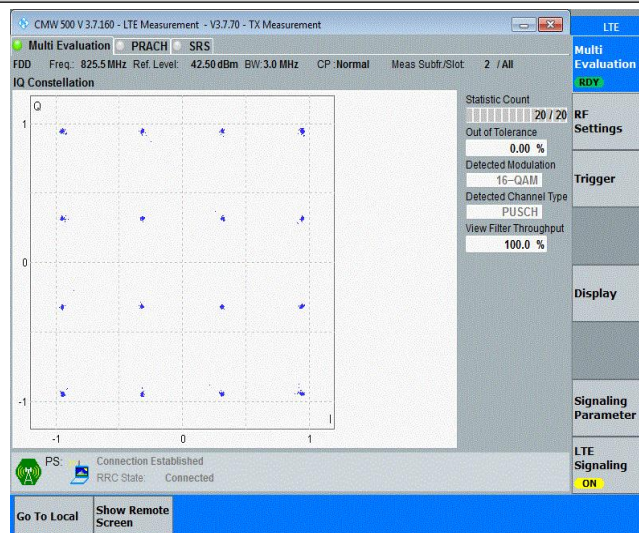 CMW 500 V 3.7.160 - LTE Measurement - V3.7.70 - TX Measurement
LTE
Multi Evaluation PRACH SRS
Multi
Evaluation
RDY
FDD Freq.: 825.5 MHz Ref. Level: 42.50 dBm BW: 3.0 MHz CP : Normal Meas Subfr./Slot: 2 / All
IQ Constellation
Q
1
0
-1
-1
0
1
I
Statistic Count
20 / 20
Out of Tolerance
0.00 %
Detected Modulation
16-QAM
Detected Channel Type
PUSCH
View Filter Throughput
100.0 %
RF
Settings
Trigger
Display
Signaling
Parameter
LTE
Signaling
ON
PS: Connection Established
RRC State: Connected
Go To Local
Show Remote
Screen